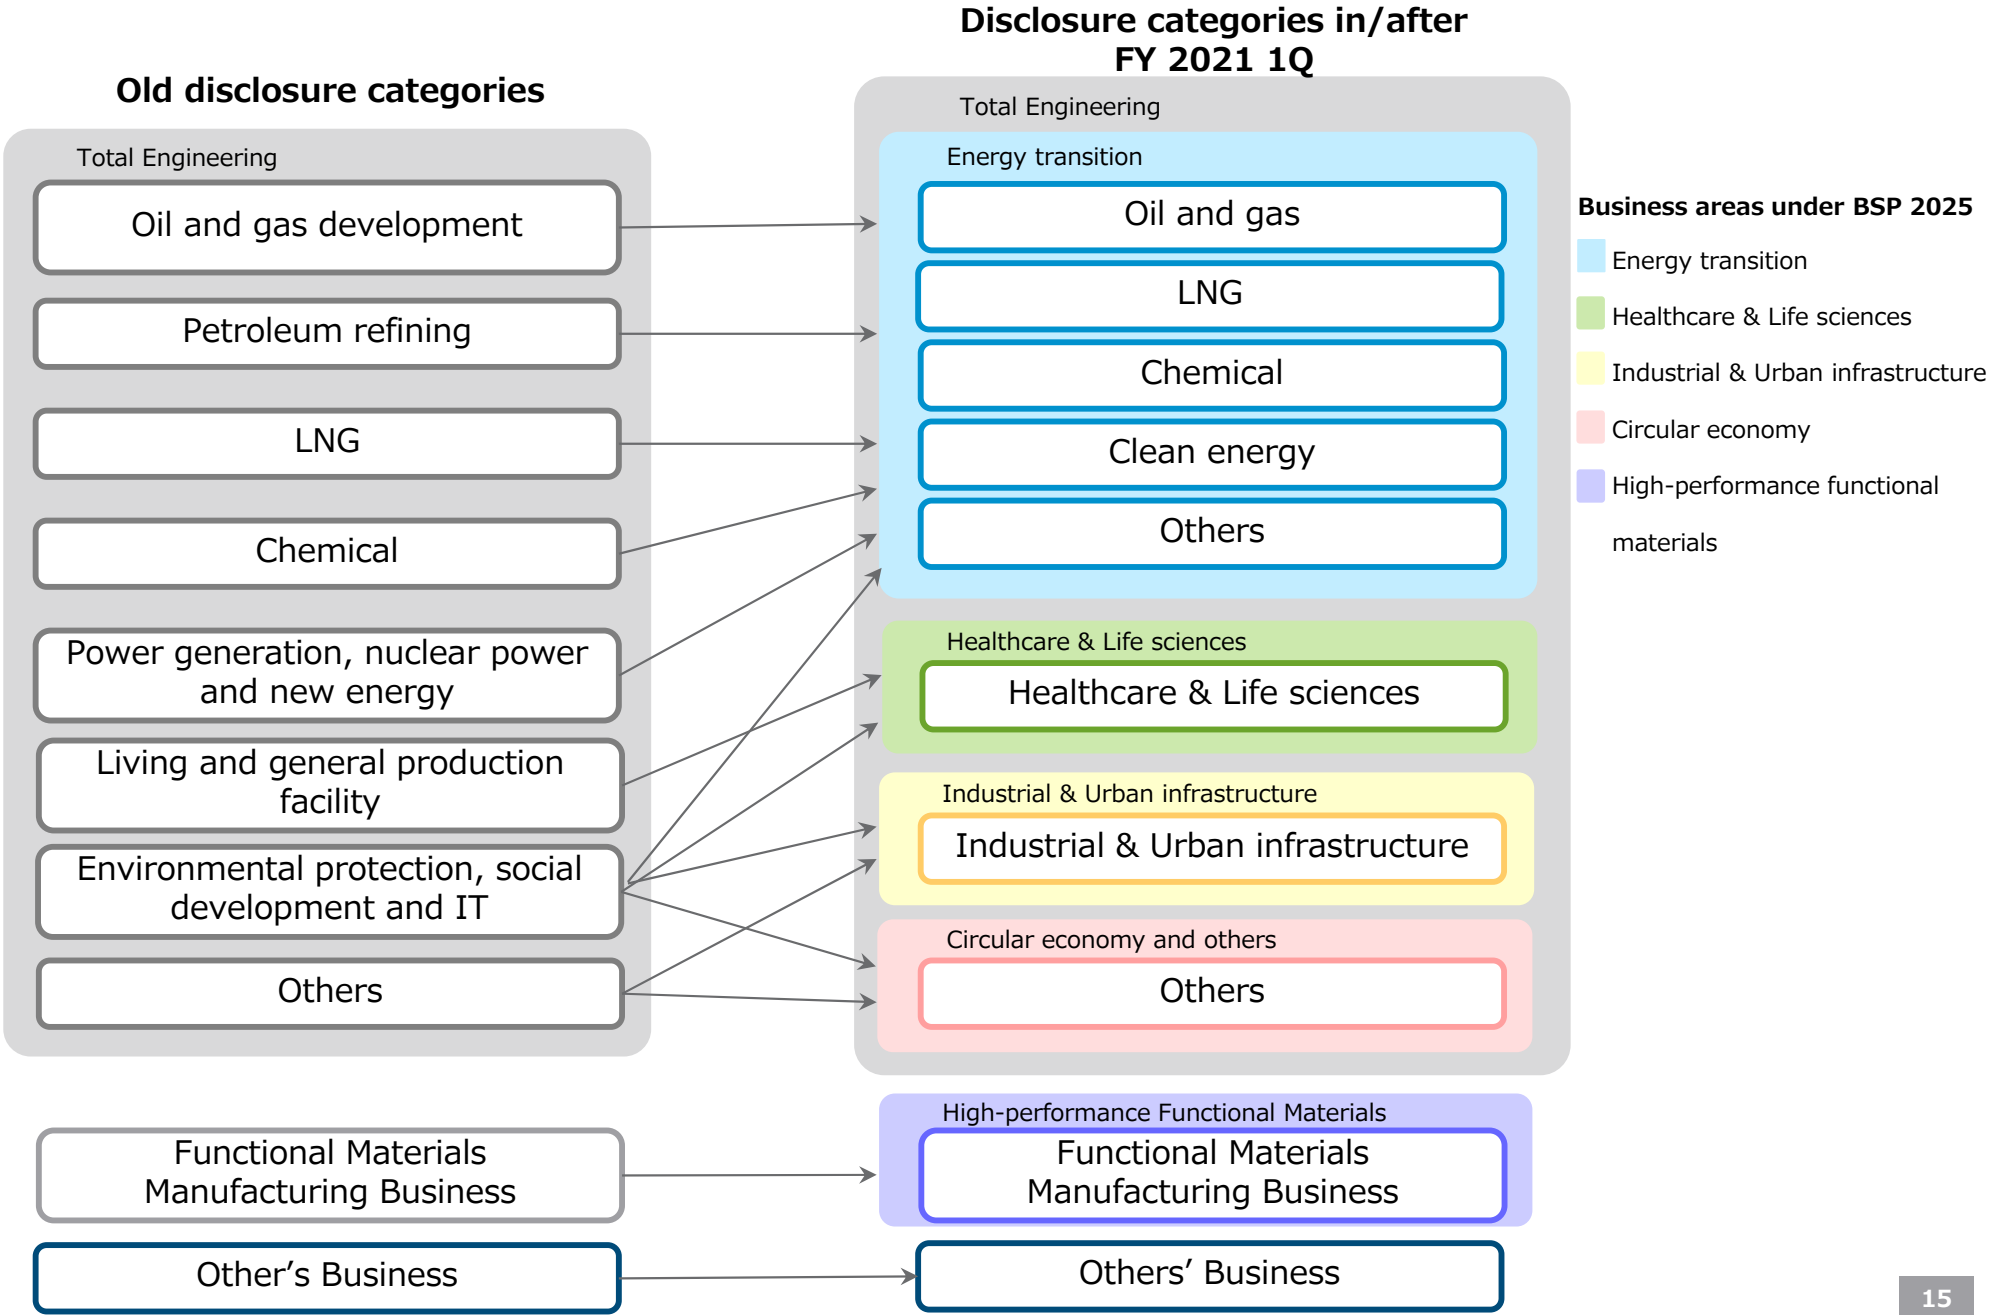 Disclosure categories in/after
FY 2021 1Q
Old disclosure categories
Total Engineering
Oil and gas development
Petroleum refining
LNG
Chemical
Power generation, nuclear power
and new energy
Living and general production
facility
Environmental protection, social
development and IT
Others
Functional Materials
Manufacturing Business
Other’s Business
Total Engineering
Energy transition
Oil and gas
LNG
Chemical
Clean energy
Others
Healthcare & Life sciences
Healthcare & Life sciences
Industrial & Urban infrastructure
Industrial & Urban infrastructure
Circular economy and others
Others
High-performance Functional Materials
Functional Materials
Manufacturing Business
Others’ Business
Business areas under BSP 2025
Energy transition
Healthcare & Life sciences
Industrial & Urban infrastructure
Circular economy
High-performance functional
materials
15